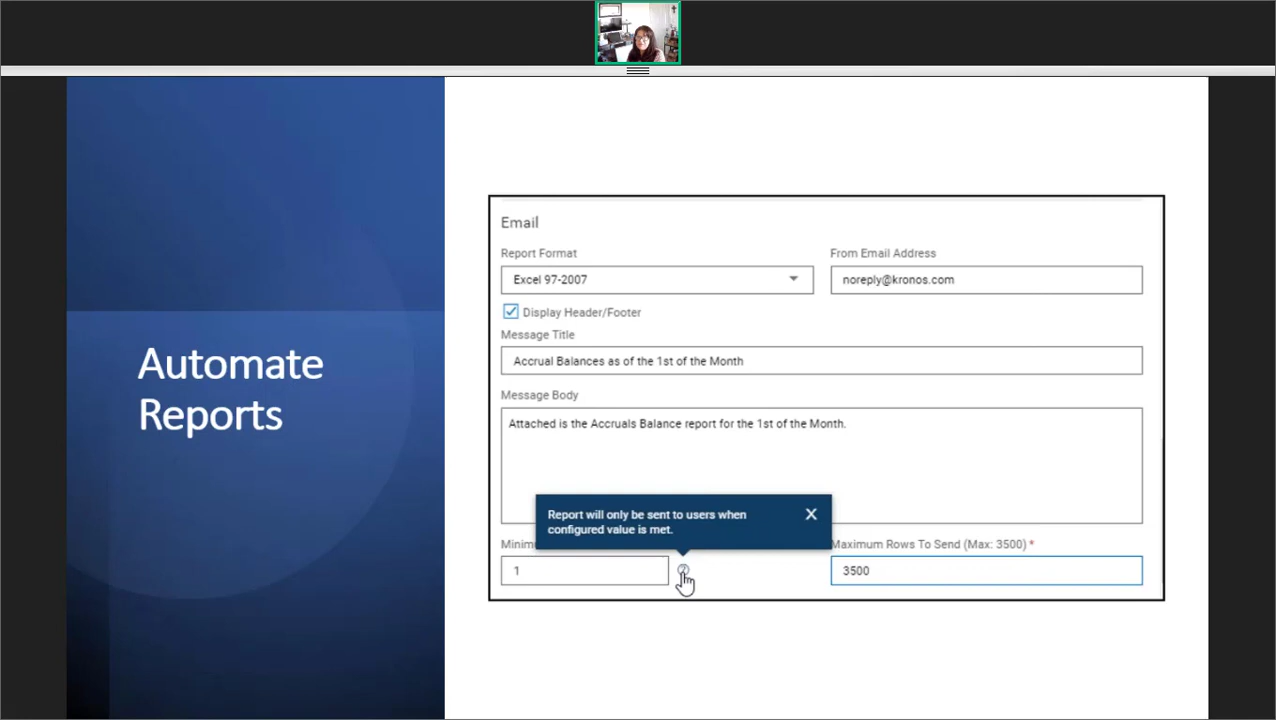 Automate
Reports
Email
Report Format
From Email Address
Excel 97-2007
noreply@kronos.com
Display Header/Footer
Message Title
Accrual Balances as of the 1st of the Month
Message Body
Attached is the Accruals Balance report for the 1st of the Month.
Report will only be sent to users when
configured value is met.
X
Maximum Rows To Send (Max: 3500) *
1
?
3500